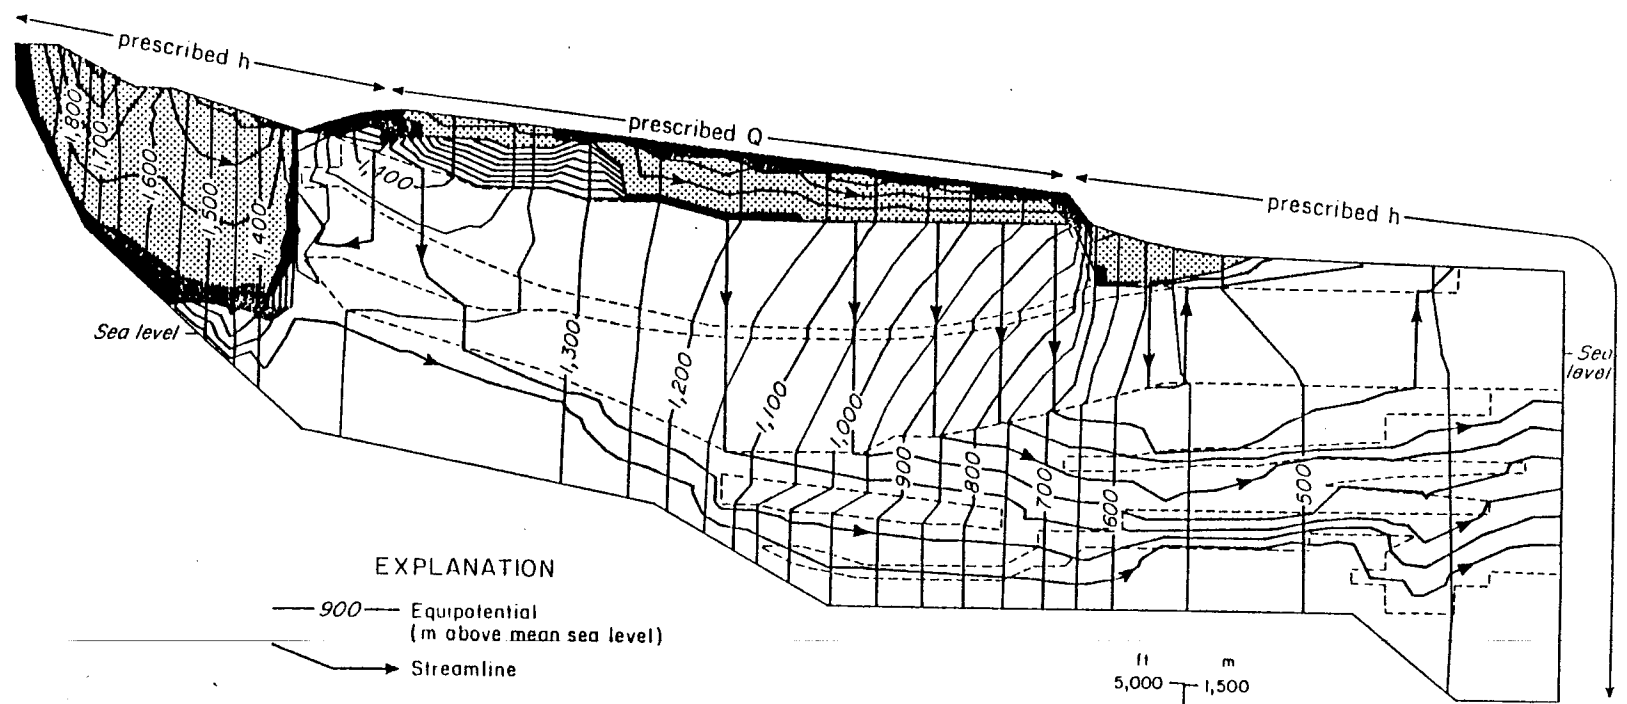 prescribed h
prescribed Q
prescribed h
1,800
1,700
1,600
1,500
1,400
1,100
Sea level
1,300
1,200
1,100
1,000
900
800
700
600
500
Sea
level
EXPLANATION
900 Equipotential
(m above mean sea level)
Streamline
ft m
5,000 1,500